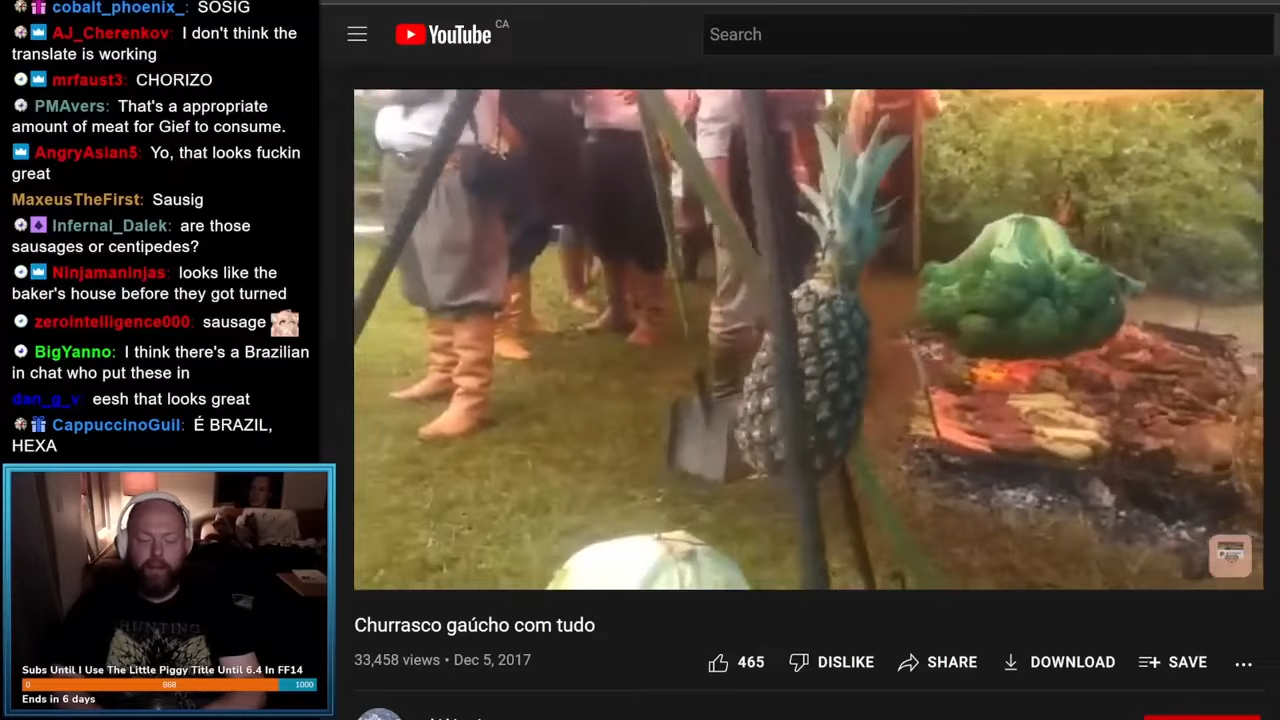 cobalt_phoenix_: SOSIG
AJ_Cherenkov: I don't think the
translate is working
mrfaust3: CHORIZO
PMAvers: That's a appropriate
amount of meat for Gief to consume.
AngryAsian5: Yo, that looks fuckin
great
MaxeusTheFirst: Sausig
Infernal_Dalek: are those
sausages or centipedes?
Ninjamaninjas: looks like the
baker's house before they got turned
zerointelligence000: sausage
BigYanno: I think there's a Brazilian
in chat who put these in
dan_g_v: eesh that looks great
CappuccinoGuil: É BRAZIL,
HEXA
HUNTING
Subs Until I Use The Little Piggy Title Until 6.4 In FF14
0 868 1000
Ends in 6 days
YouTube CA
Search
Churrasco gaúcho com tudo
33,458 views • Dec 5, 2017
465 DISLIKE SHARE DOWNLOAD SAVE ...